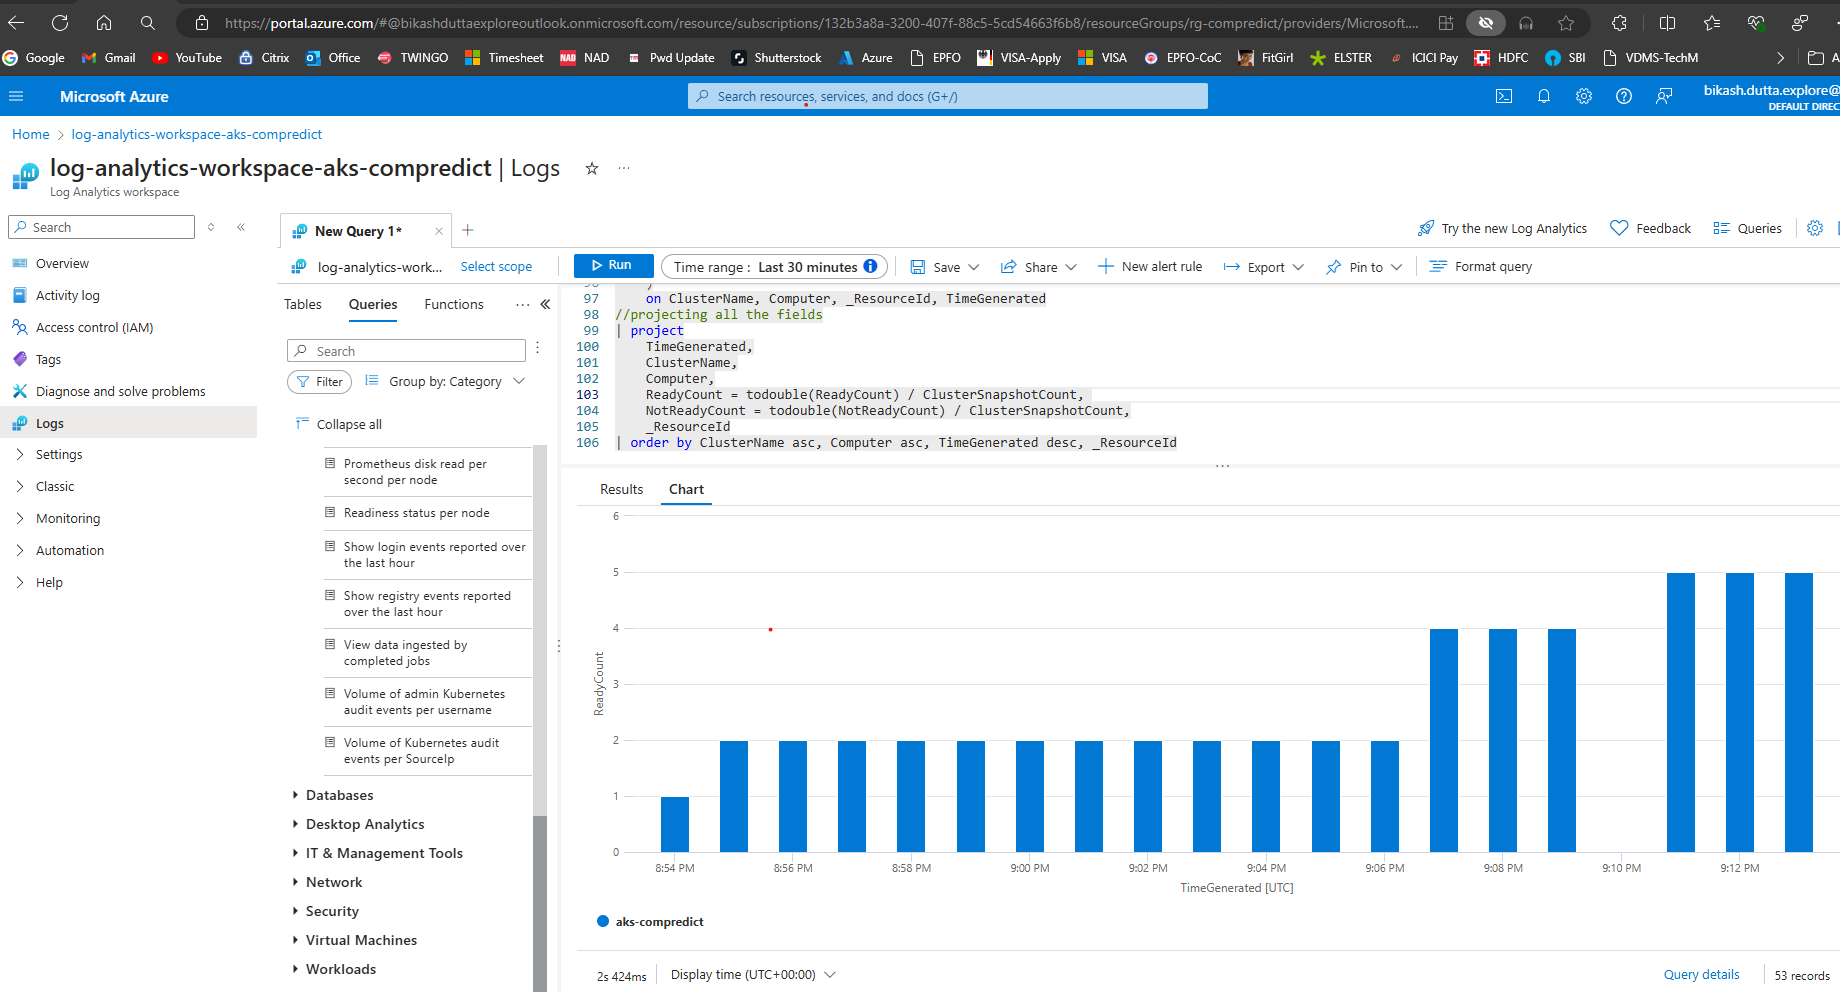 https://portal.azure.com/#@bikashduttaexploreoutlook.onmicrosoft.com/resource/subscriptions/132b3a8a-3200-407f-88c5-5cd54663f6b8/resourceGroups/rg-compredict/providers/Microsoft....
Google Gmail YouTube Citrix Office TWINGO Timesheet NAD NAD Pwd Update Shutterstock Azure EPFO VISA-Apply VISA EPFO-CoC FitGirl ELSTER ICICI Pay HDFC SBI VDMS-TechM A
Microsoft Azure
Search resources, services, and docs (G+/)
bikash.dutta.explore@
DEFAULT DIREC
Home > log-analytics-workspace-aks-compredict
log-analytics-workspace-aks-compredict | Logs
Log Analytics workspace
Search
Overview
Activity log
Access control (IAM)
Tags
Diagnose and solve problems
Logs
Settings
Classic
Monitoring
Automation
Help
New Query 1*
Try the new Log Analytics
Feedback
Queries
log-analytics-work...
Select scope
Run
Time range : Last 30 minutes
Save
Share
New alert rule
Export
Pin to
Format query
Tables
Queries
Functions
Search
Filter
Group by: Category
Collapse all
Prometheus disk read per
second per node
Readiness status per node
Show login events reported over
the last hour
Show registry events reported
over the last hour
View data ingested by
completed jobs
Volume of admin Kubernetes
audit events per username
Volume of Kubernetes audit
events per SourceIp
Databases
Desktop Analytics
IT & Management Tools
Network
Security
Virtual Machines
Workloads
96 )
97 on ClusterName, Computer, _ResourceId, TimeGenerated
98 //projecting all the fields
99 | project
100 TimeGenerated,
101 ClusterName,
102 Computer,
103 ReadyCount = todouble(ReadyCount) / ClusterSnapshotCount,
104 NotReadyCount = todouble(NotReadyCount) / ClusterSnapshotCount,
105 _ResourceId
106 | order by ClusterName asc, Computer asc, TimeGenerated desc, _ResourceId
Results
Chart
6
5
4
3
2
1
0
ReadyCount
8:54 PM 8:56 PM 8:58 PM 9:00 PM 9:02 PM 9:04 PM 9:06 PM 9:08 PM 9:10 PM 9:12 PM
TimeGenerated [UTC]
aks-compredict
2s 424ms
Display time (UTC+00:00)
Query details
53 records